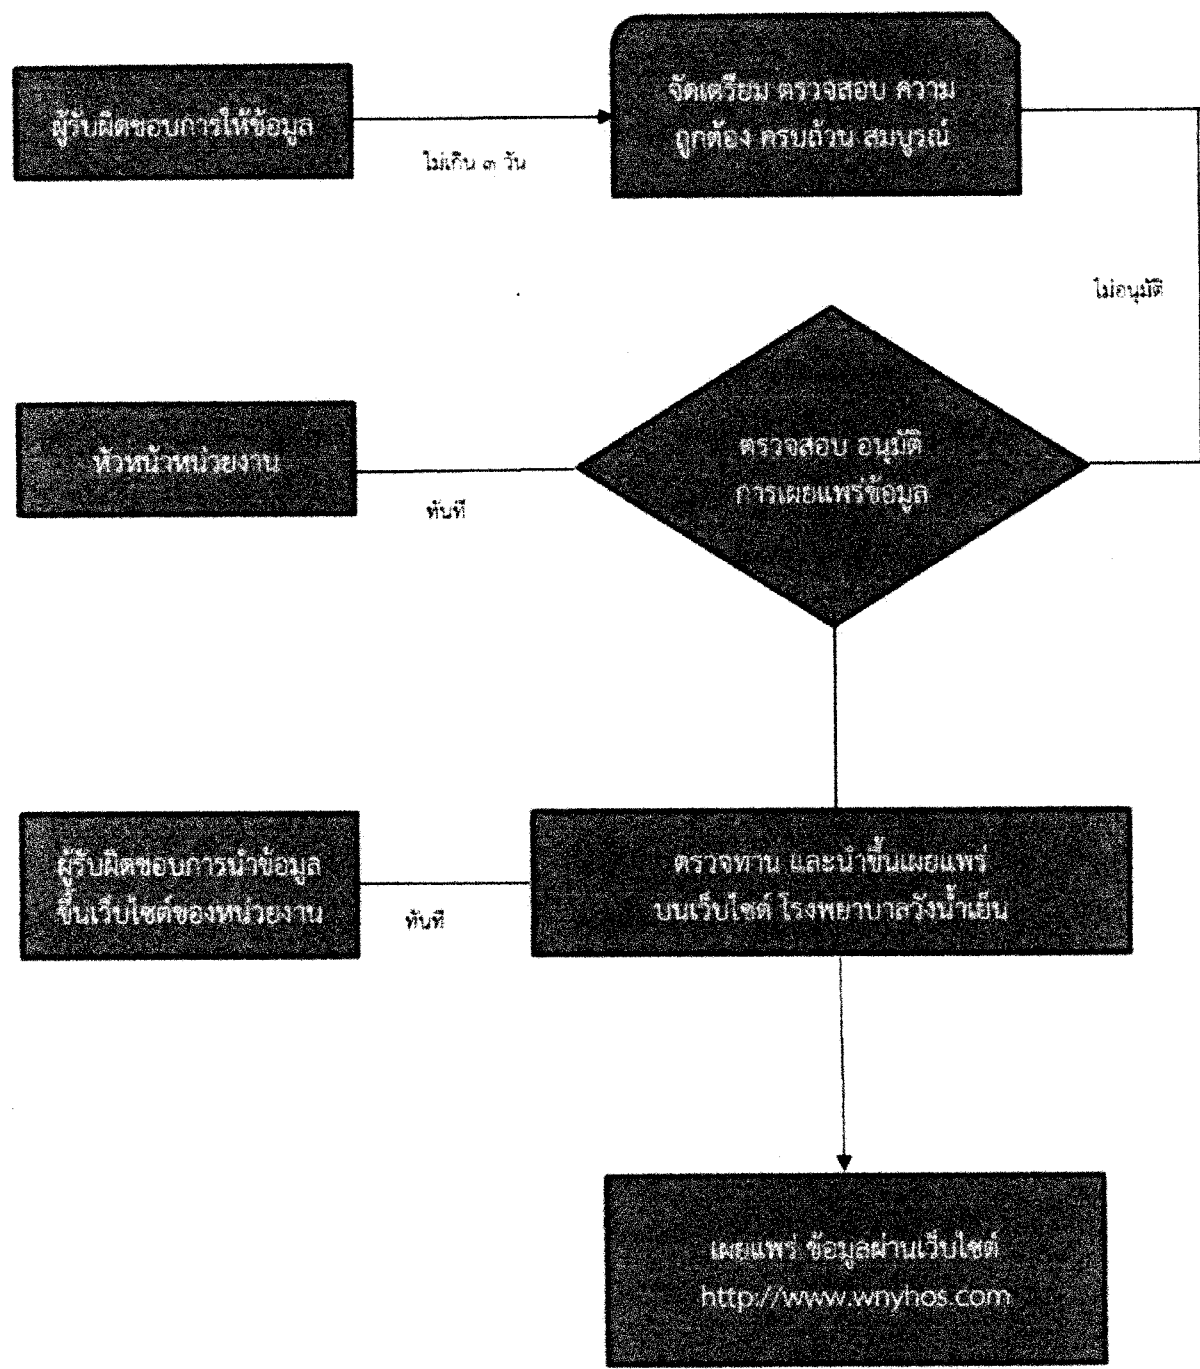 ผู้รับผิดชอบการให้ข้อมูล
ไม่เกิน ๓ วัน
จัดเตรียม ตรวจสอบ ความ
ถูกต้อง ครบถ้วน สมบูรณ์
ไม่อนุมัติ
หัวหน้าหน่วยงาน
ทันที
ตรวจสอบ อนุมัติ
การเผยแพร่ข้อมูล
ผู้รับผิดชอบการนำข้อมูล
ขึ้นเว็บไซต์ของหน่วยงาน
ทันที
ตรวจทาน และนำขึ้นเผยแพร่
บนเว็บไซต์ โรงพยาบาลวังน้ำเย็น
เผยแพร่ ข้อมูลผ่านเว็บไซต์
http://www.wnyhos.com